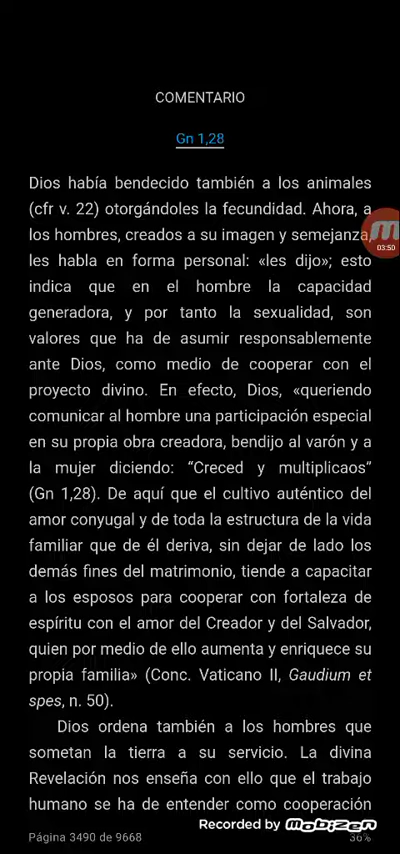 COMENTARIO
Gn 1,28
Dios había bendecido también a los animales
(cfr v. 22) otorgándoles la fecundidad. Ahora, a
los hombres, creados a su imagen y semejanza,
les habla en forma personal: «les dijo»; esto
03:50
indica que en el hombre la capacidad
generadora, y por tanto la sexualidad, son
valores que ha de asumir responsablemente
ante Dios, como medio de cooperar con el
proyecto divino. En efecto, Dios, «queriendo
comunicar al hombre una participación especial
en su propia obra creadora, bendijo al varón y a
la mujer diciendo: “Creced y multiplicaos”
(Gn 1,28). De aquí que el cultivo auténtico del
amor conyugal y de toda la estructura de la vida
familiar que de él deriva, sin dejar de lado los
demás fines del matrimonio, tiende a capacitar
a los esposos para cooperar con fortaleza de
espíritu con el amor del Creador y del Salvador,
quien por medio de ello aumenta y enriquece su
propia familia» (Conc. Vaticano II, Gaudium et
spes, n. 50).
Dios ordena también a los hombres que
sometan la tierra a su servicio. La divina
Revelación nos enseña con ello que el trabajo
humano se ha de entender como cooperación
Recorded by mobizen
Página 3490 de 9668
36%